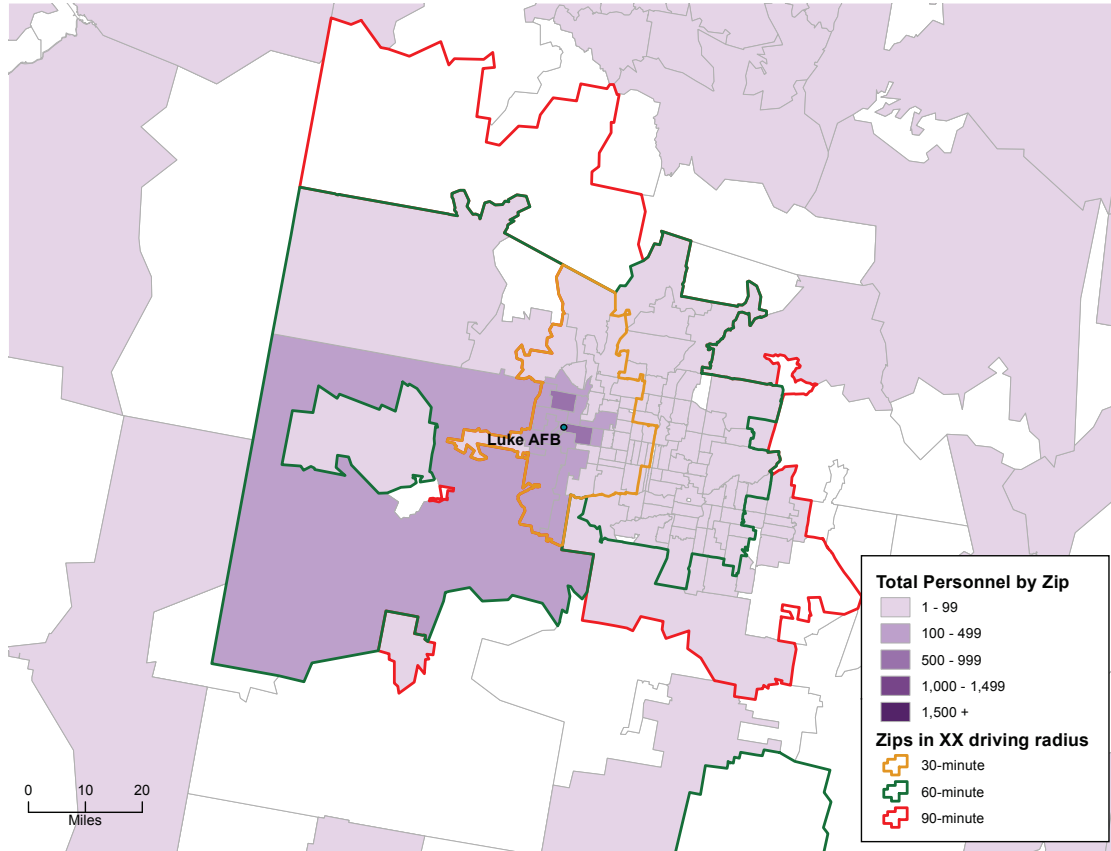 Luke AFB
0 10 20
Miles
Total Personnel by Zip
1 - 99
100 - 499
500 - 999
1,000 - 1,499
1,500 +
Zips in XX driving radius
30-minute
60-minute
90-minute